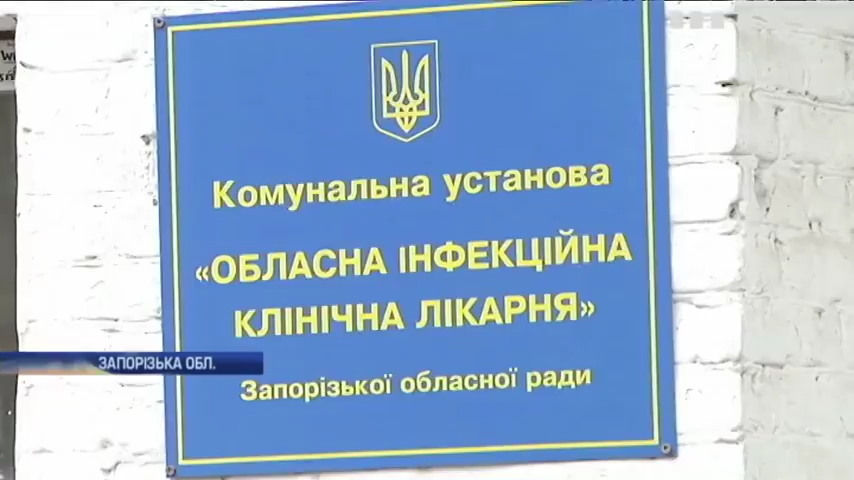 Комунальна установа
«ОБЛАСНА ІНФЕКЦІЙНА
КЛІНІЧНА ЛІКАРНЯ»
ЗАПОРІЗЬКА ОБЛ.
Запорізької обласної ради